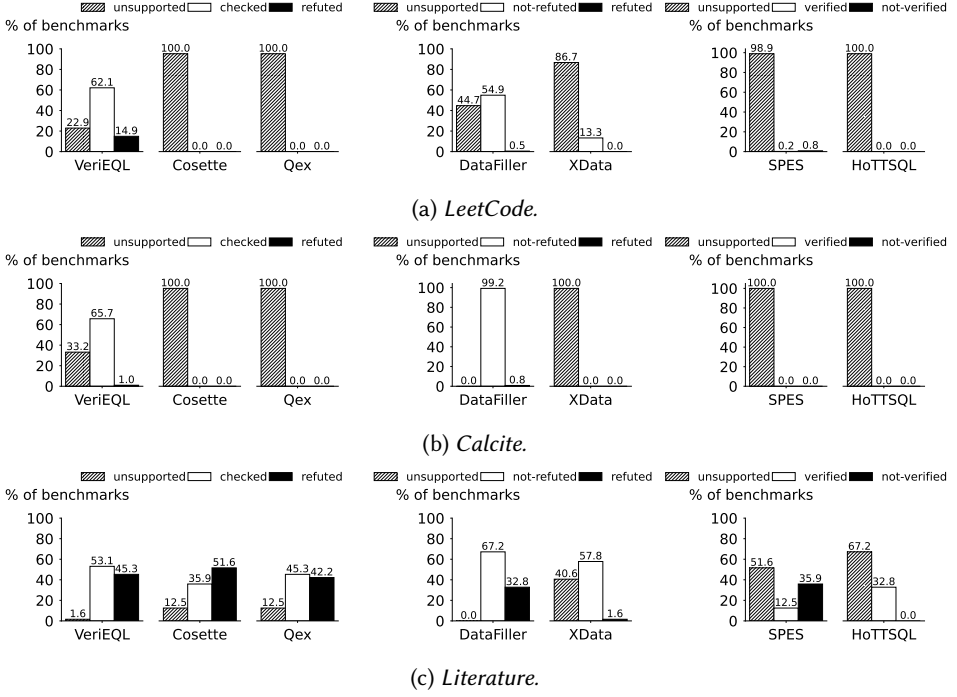 unsupported checked refuted unsupported not-refuted refuted unsupported verified not-verified
% of benchmarks % of benchmarks % of benchmarks
100 100.0 100.0 100 100 98.9 100.0
80 80 86.7 80
60 62.1 60 54.9 60
40 40 44.7 40
20 22.9 14.9 20 13.3 20
0 0.0 0.0 0.0 0.0 0 0.5 0.0 0 0.2 0.8 0.0 0.0
VeriEQL Cosette Qex DataFiller XData SPES HoTTSQL
(a) LeetCode.
unsupported checked refuted unsupported not-refuted refuted unsupported verified not-verified
% of benchmarks % of benchmarks % of benchmarks
100 100.0 100.0 100 99.2 100.0 100 100.0 100.0
80 80 80
60 65.7 60 60
40 33.2 40 40
20 20 20
0 1.0 0.0 0.0 0.0 0.0 0 0.0 0.8 0.0 0.0 0 0.0 0.0 0.0 0.0
VeriEQL Cosette Qex DataFiller XData SPES HoTTSQL
(b) Calcite.
unsupported checked refuted unsupported not-refuted refuted unsupported verified not-verified
% of benchmarks % of benchmarks % of benchmarks
100 100 100
80 80 80
60 53.1 51.6 60 67.2 57.8 60 51.6 67.2
40 45.3 35.9 45.3 42.2 40 32.8 40.6 40 35.9 32.8
20 12.5 12.5 20 20 12.5
0 1.6 0 0.0 1.6 0 0.0
VeriEQL Cosette Qex DataFiller XData SPES HoTTSQL
(c) Literature.